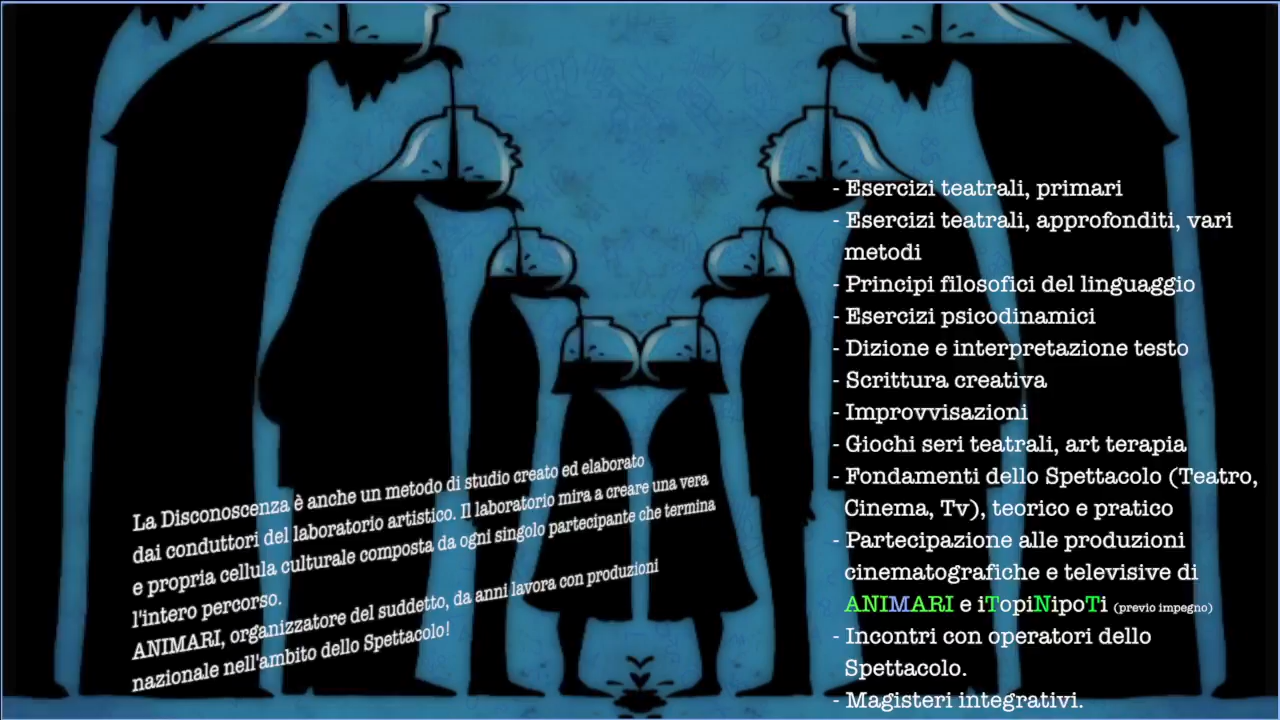 La Disconoscenza è anche un metodo di studio creato ed elaborato
dai conduttori del laboratorio artistico. Il laboratorio mira a creare una vera
e propria cellula culturale composta da ogni singolo partecipante che termina
l'intero percorso.
ANIMARI, organizzatore del suddetto, da anni lavora con produzioni
nazionale nell'ambito dello Spettacolo!
- Esercizi teatrali, primari
- Esercizi teatrali, approfonditi, vari
metodi
- Principi filosofici del linguaggio
- Esercizi psicodinamici
- Dizione e interpretazione testo
- Scrittura creativa
- Improvvisazioni
- Giochi seri teatrali, art terapia
- Fondamenti dello Spettacolo (Teatro,
Cinema, Tv), teorico e pratico
- Partecipazione alle produzioni
cinematografiche e televisive di
ANIMARI e iTopiNipoTi (previo impegno)
- Incontri con operatori dello
Spettacolo.
- Magisteri integrativi.